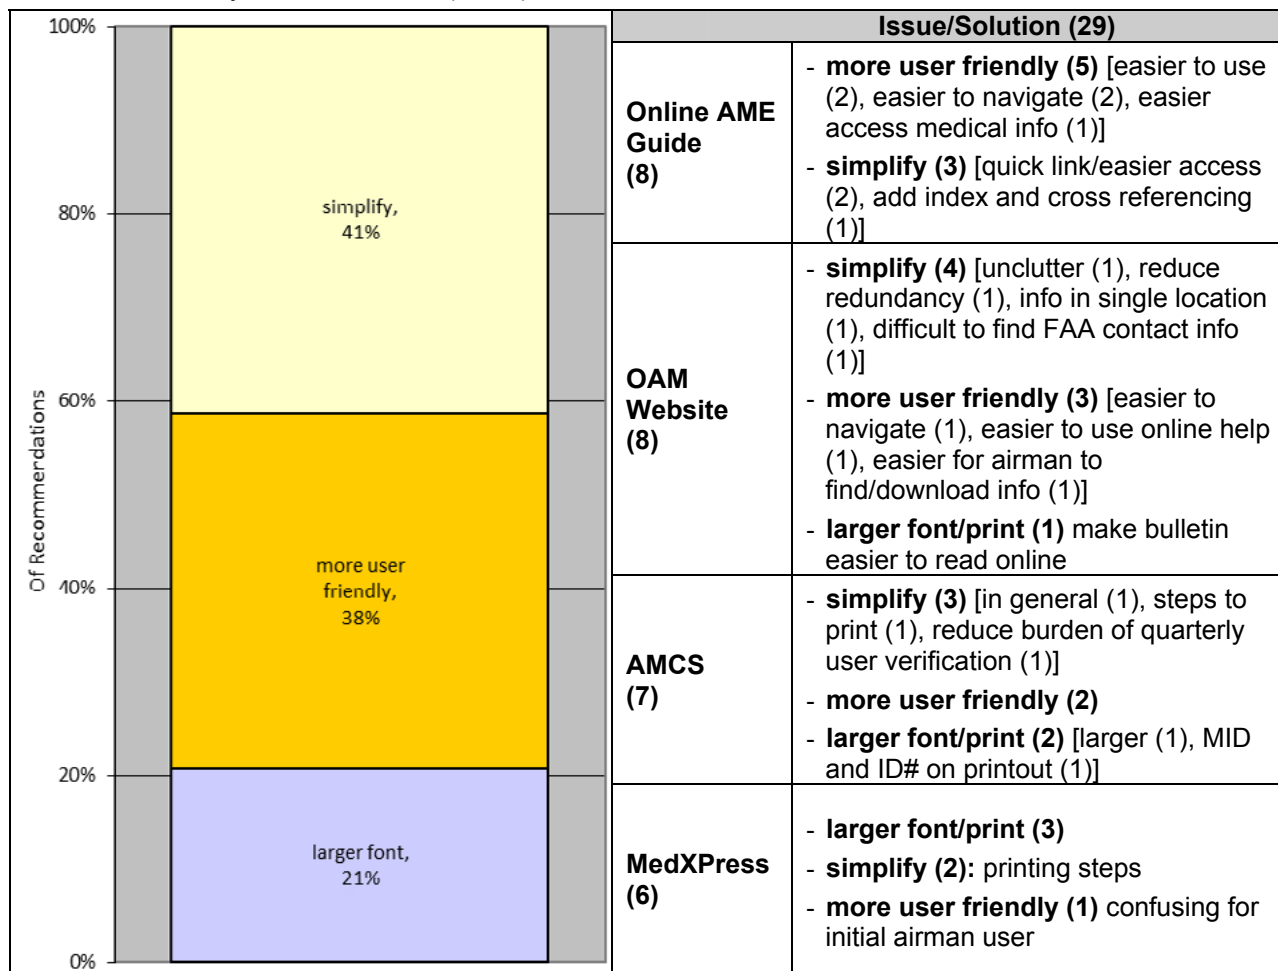 100%
80%
60%
40%
20%
0%
Of Recommendations
simplify,
41%
more user
friendly,
38%
larger font,
21%
Issue/Solution (29)
Online AME
Guide
(8)
- more user friendly (5) [easier to use
(2), easier to navigate (2), easier
access medical info (1)]
- simplify (3) [quick link/easier access
(2), add index and cross referencing
(1)]
OAM
Website
(8)
- simplify (4) [unclutter (1), reduce
redundancy (1), info in single location
(1), difficult to find FAA contact info
(1)]
- more user friendly (3) [easier to
navigate (1), easier to use online help
(1), easier for airman to
find/download info (1)]
- larger font/print (1) make bulletin
easier to read online
AMCS
(7)
- simplify (3) [in general (1), steps to
print (1), reduce burden of quarterly
user verification (1)]
- more user friendly (2)
- larger font/print (2) [larger (1), MID
and ID# on printout (1)]
MedXPress
(6)
- larger font/print (3)
- simplify (2): printing steps
- more user friendly (1) confusing for
initial airman user